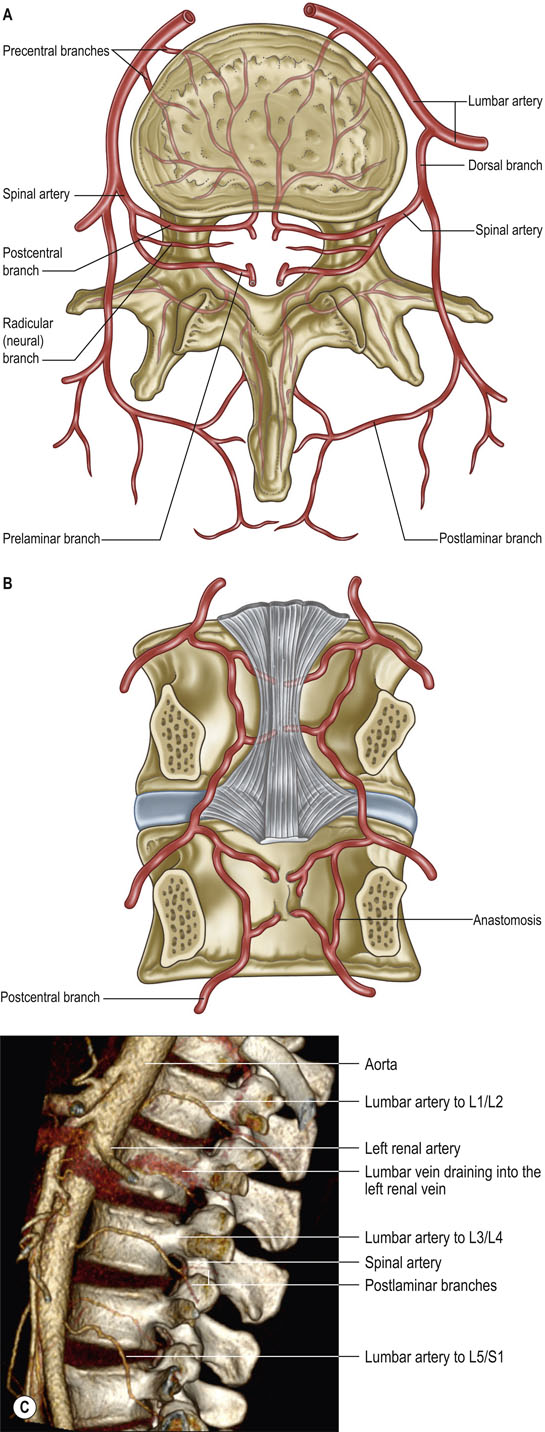 A
Precentral branches
Lumbar artery
Dorsal branch
Spinal artery
Spinal artery
Postcentral
branch
Radicular
(neural)
branch
Prelaminar branch
Postlaminar branch
B
Anastomosis
Postcentral branch
Aorta
Lumbar artery to L1/L2
Left renal artery
Lumbar vein draining into the
left renal vein
Lumbar artery to L3/L4
Spinal artery
Postlaminar branches
Lumbar artery to L5/S1
C